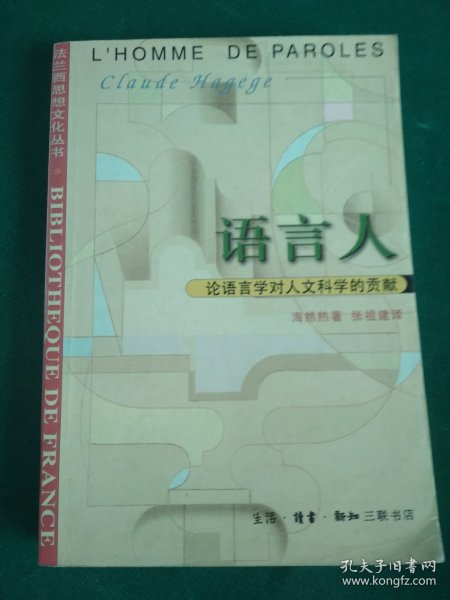 L'HOMME DE PAROLES
Claude Hagege
法兰西思想文化丛书 * BIBLIOTHEQUE DE FRANCE
语言人
论语言学对人文科学的贡献
海然热著 张祖建译
生活·读书·新知三联书店
孔夫子旧书网
www.kongfz.com